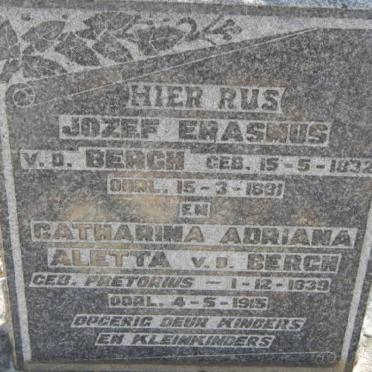 HIER RUS
JOZEF ERASMUS
V.D. BERGH GEB. 15-5-1832
OORL. 15-3-1881
EN
CATHARINA ADRIANA
ALETTA V.D. BERGH
GEB. PRETORIUS - 1-12-1839
OORL. 4-5-1915
OPGERIG DEUR KINDERS
EN KLEINKINDERS